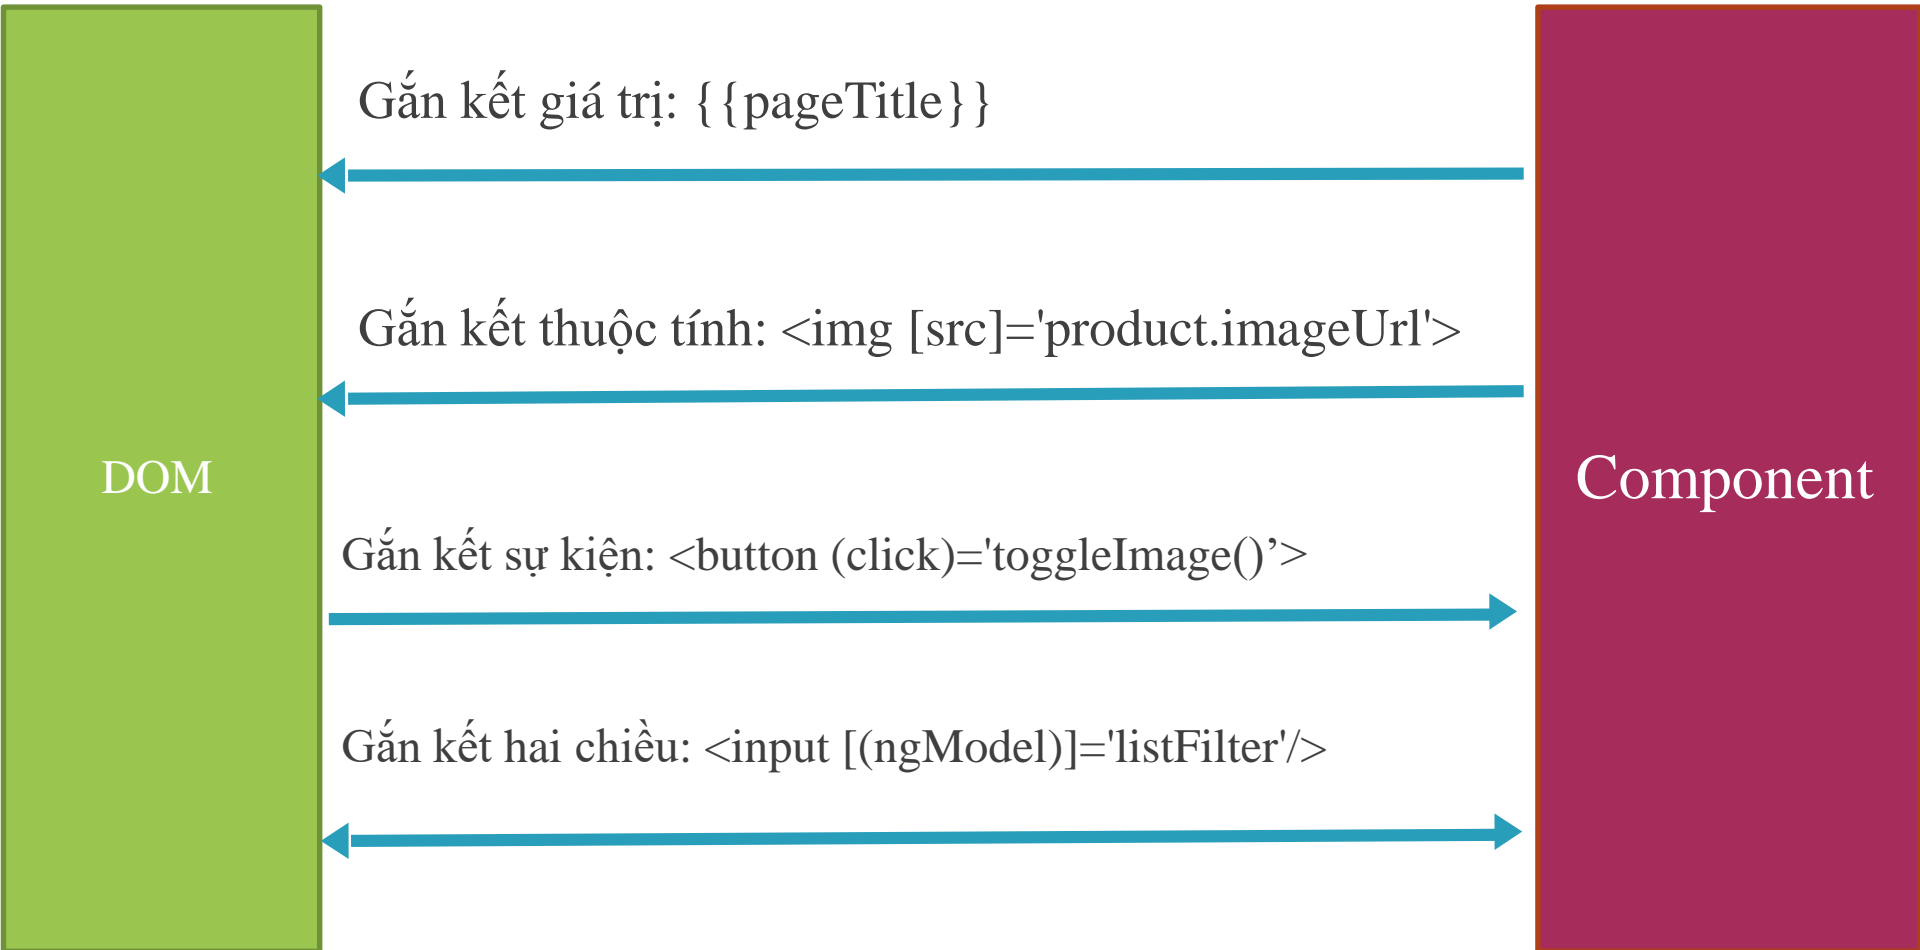 Gắn kết giá trị: {{pageTitle}}
Gắn kết thuộc tính: <img [src]='product.imageUrl'>
DOM
Component
Gắn kết sự kiện: <button (click)='toggleImage()’>
Gắn kết hai chiều: <input [(ngModel)]='listFilter'/>